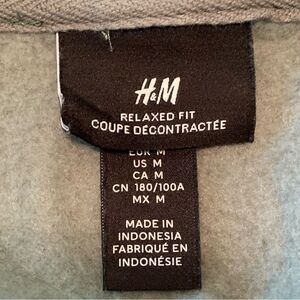 H&M
RELAXED FIT
COUPE DÉCONTRACTÉE
EUR M
US M
CA M
CN 180/100A
MX M
MADE IN
INDONESIA
FABRIQUÉ EN
INDONÉSIE